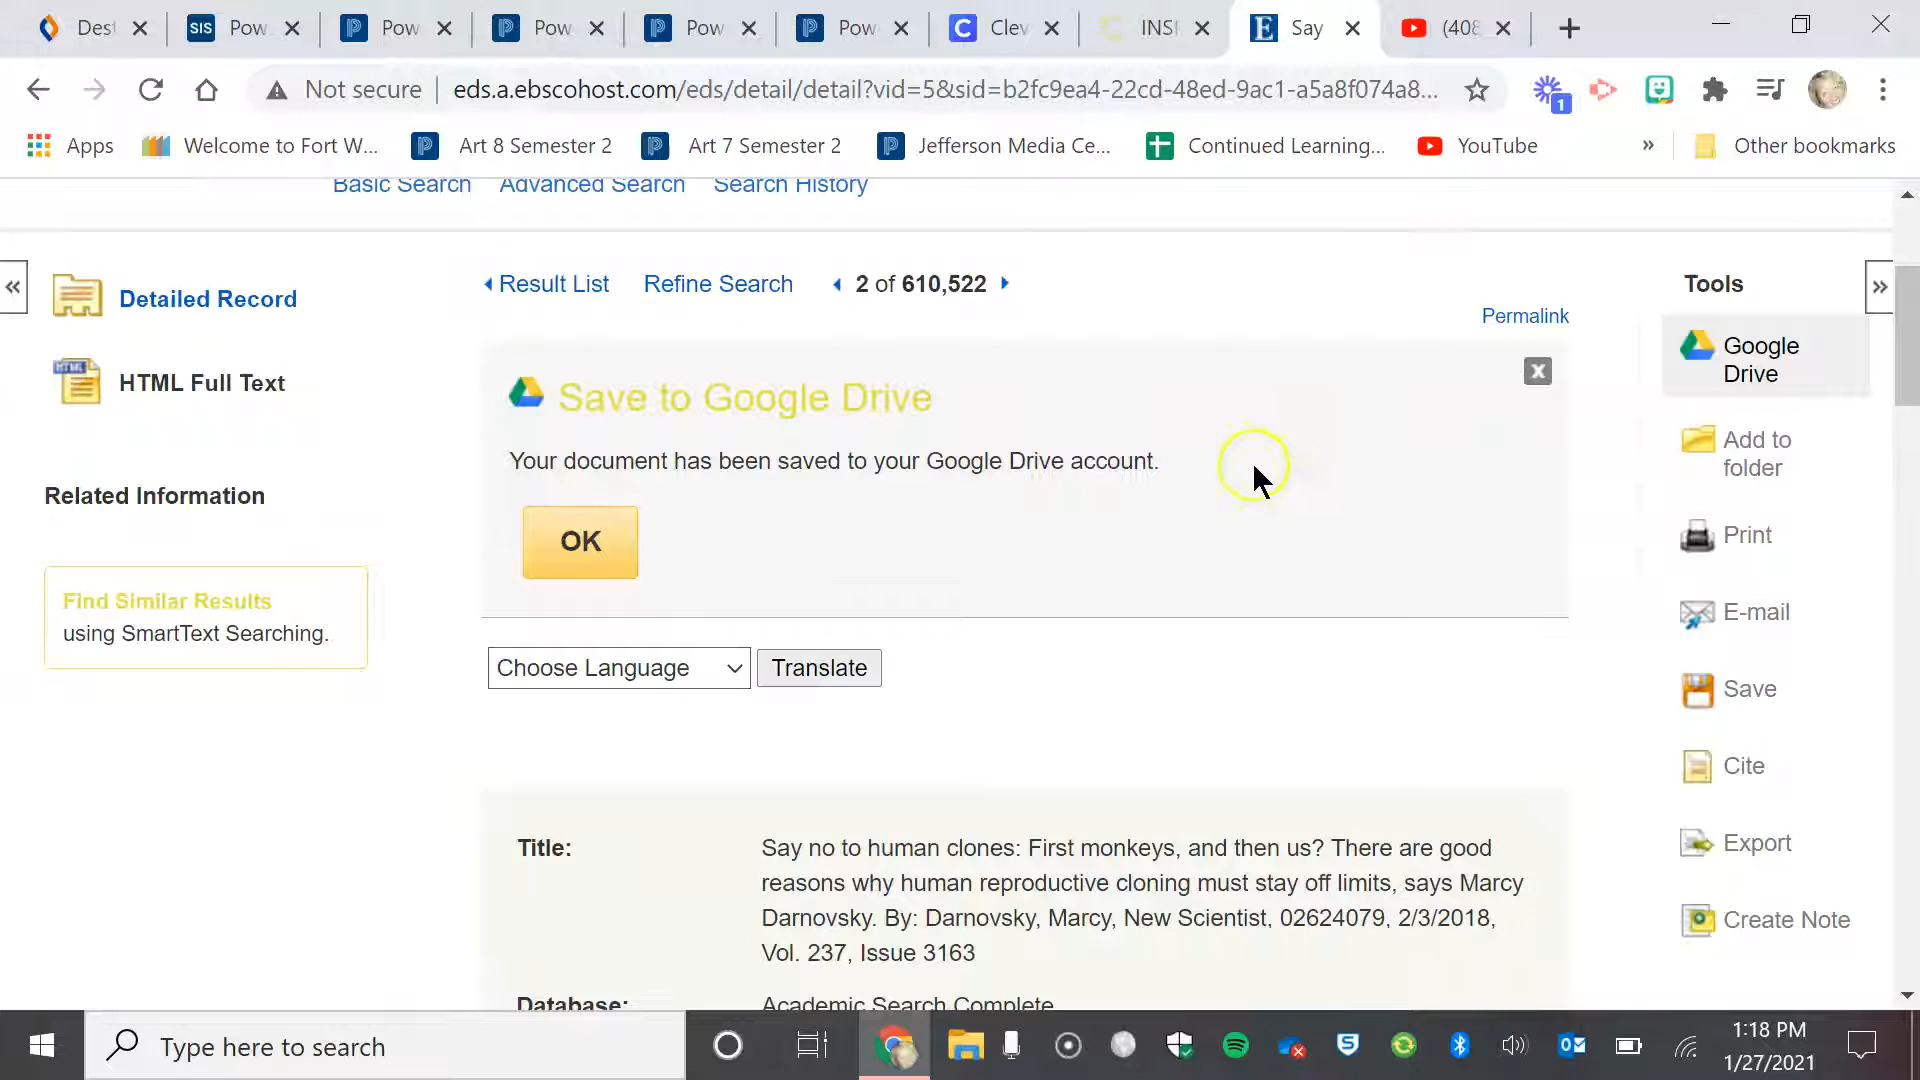 Dest
SIS Pow
Pow
Pow
Pow
Pow
C Clev
INSI
E Say
(408
Not secure
eds.a.ebscohost.com/eds/detail/detail?vid=5&sid=b2fc9ea4-22cd-48ed-9ac1-a5a8f074a8...
1
Apps
Welcome to Fort W...
Art 8 Semester 2
Art 7 Semester 2
Jefferson Media Ce...
Continued Learning...
YouTube
»
Other bookmarks
Basic Search Advanced Search Search History
«
Detailed Record
HTML Full Text
Related Information
Find Similar Results
using SmartText Searching.
Result List Refine Search 2 of 610,522
Permalink
Save to Google Drive
X
Your document has been saved to your Google Drive account.
OK
Choose Language Translate
Title: Say no to human clones: First monkeys, and then us? There are good
reasons why human reproductive cloning must stay off limits, says Marcy
Darnovsky. By: Darnovsky, Marcy, New Scientist, 02624079, 2/3/2018,
Vol. 237, Issue 3163
Database: Academic Search Complete
Tools
»
Google
Drive
Add to
folder
Print
E-mail
Save
Cite
Export
Create Note
Type here to search
1:18 PM
1/27/2021